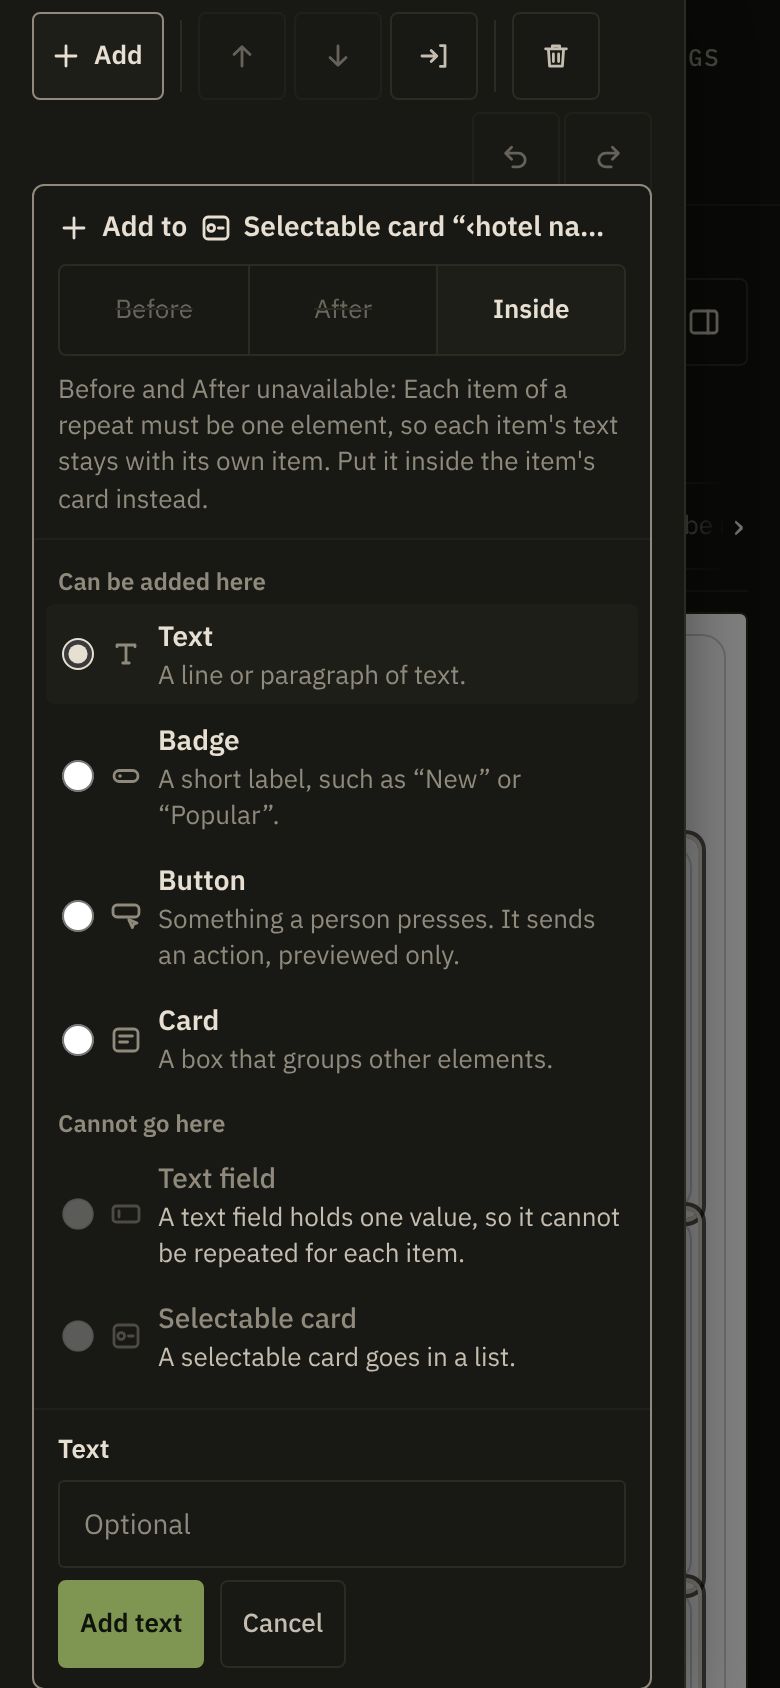 Add
GS
Add to Selectable card “‹hotel na...
Before
After
Inside
Before and After unavailable: Each item of a
repeat must be one element, so each item's text
stays with its own item. Put it inside the item's
card instead.
be
Can be added here
Text
A line or paragraph of text.
Badge
A short label, such as “New” or
“Popular”.
Button
Something a person presses. It sends
an action, previewed only.
Card
A box that groups other elements.
Cannot go here
Text field
A text field holds one value, so it cannot
be repeated for each item.
Selectable card
A selectable card goes in a list.
Text
Optional
Add text
Cancel